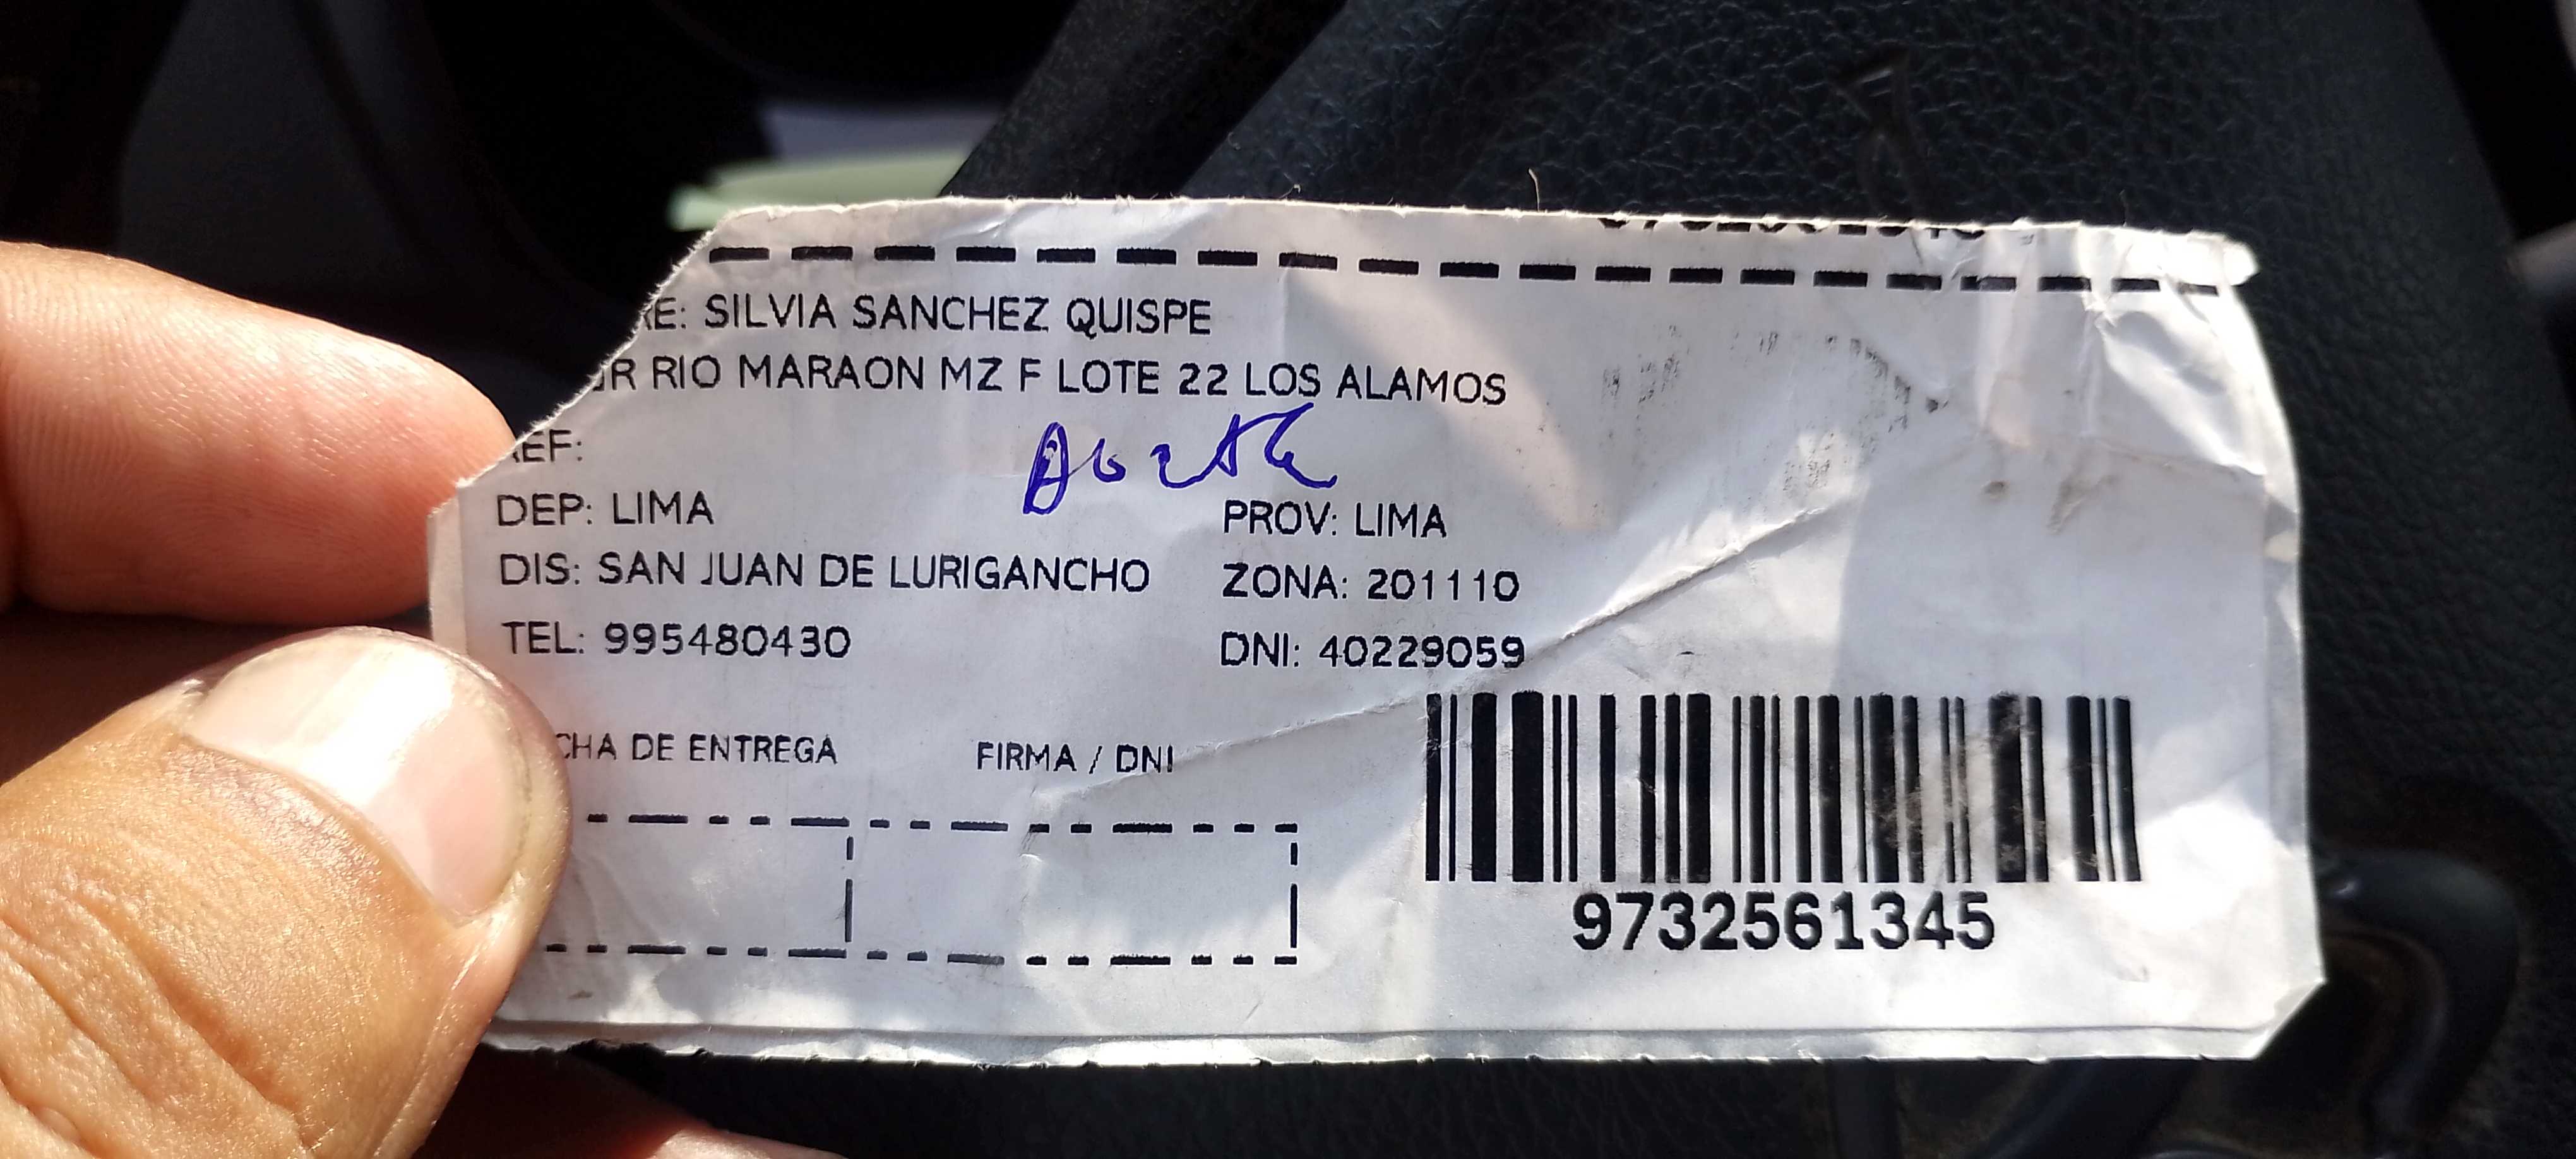 RE: SILVIA SANCHEZ QUISPE
JR RIO MARAON MZ F LOTE 22 LOS ALAMOS
EF:
DEP: LIMA PROV: LIMA
DIS: SAN JUAN DE LURIGANCHO ZONA: 201110
TEL: 995480430 DNI: 40229059
CHA DE ENTREGA FIRMA / DNI
9732561345